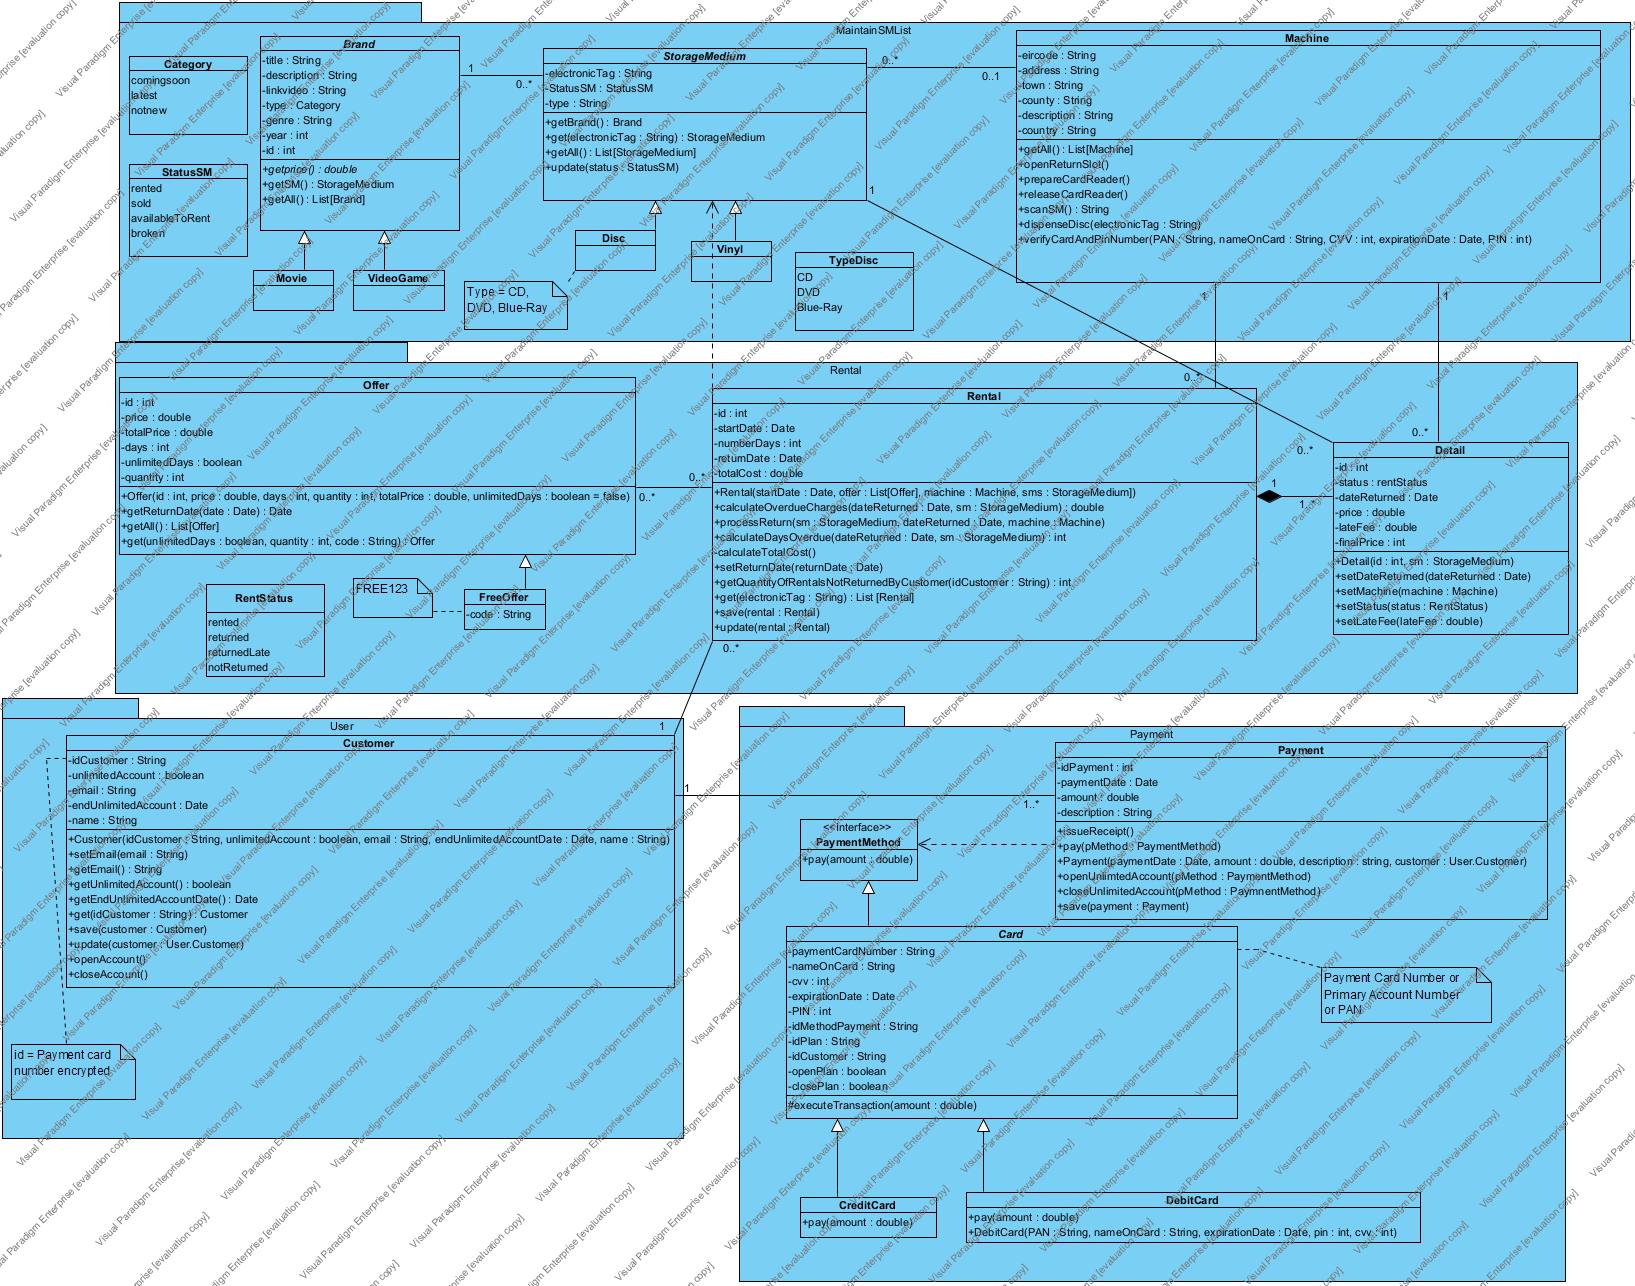 MaintainSMList
Category
comingsoon
latest
notnew
StatusSM
rented
sold
availableToRent
broken
Brand
-title : String
-description : String
-linkvideo : String
-type : Category
-genre : String
-year : int
-id : int
+getprice() : double
+getSM() : StorageMedium
+getAll() : List[Brand]
1
0..*
Movie
VideoGame
StorageMedium
-electronicTag : String
-StatusSM : StatusSM
-type : String
+getBrand() : Brand
+get(electronicTag : String) : StorageMedium
+getAll() : List[StorageMedium]
+update(status : StatusSM)
0..*
0..1
1
Disc
Vinyl
Type = CD,
DVD, Blue-Ray
TypeDisc
CD
DVD
Blue-Ray
Machine
-eircode : String
-address : String
-town : String
-county : String
-description : String
-country : String
+getAll() : List[Machine]
+openReturnSlot()
+prepareCardReader()
+releaseCardReader()
+scanSM() : String
+dispenseDisc(electronicTag : String)
+verifyCardAndPinNumber(PAN : String, nameOnCard : String, CVV : int, expirationDate : Date, PIN : int)
1
1
Rental
Offer
-id : int
-price : double
-totalPrice : double
-days : int
-unlimitedDays : boolean
-quantity : int
+Offer(id : int, price : double, days : int, quantity : int, totalPrice : double, unlimitedDays : boolean = false)
+getReturnDate(date : Date) : Date
+getAll() : List[Offer]
+get(unlimitedDays : boolean, quantity : int, code : String) : Offer
0..*
0..*
RentStatus
rented
returned
returnedLate
notReturned
FREE123
FreeOffer
-code : String
0..*
Rental
-id : int
-startDate : Date
-numberDays : int
-returnDate : Date
-totalCost : double
+Rental(startDate : Date, offer : List[Offer], machine : Machine, sms : StorageMedium])
+calculateOverdueCharges(dateReturned : Date, sm : StorageMedium) : double
+processReturn(sm : StorageMedium, dateReturned : Date, machine : Machine)
+calculateDaysOverdue(dateReturned : Date, sm : StorageMedium) : int
-calculateTotalCost()
+setReturnDate(returnDate : Date)
+getQuantityOfRentalsNotReturnedByCustomer(idCustomer : String) : int
+get(electronicTag : String) : List [Rental]
+save(rental : Rental)
+update(rental : Rental)
0..*
1
1..*
0..*
0..*
Detail
-id : int
-status : rentStatus
-dateReturned : Date
-price : double
-lateFee : double
-finalPrice : int
+Detail(id : int, sm : StorageMedium)
+setDateReturned(dateReturned : Date)
+setMachine(machine : Machine)
+setStatus(status : RentStatus)
+setLateFee(lateFee : double)
User
1
Customer
-idCustomer : String
-unlimitedAccount : boolean
-email : String
-endUnlimitedAccount : Date
-name : String
+Customer(idCustomer : String, unlimitedAccount : boolean, email : String, endUnlimitedAccountDate : Date, name : String)
+setEmail(email : String)
+getEmail() : String
+getUnlimitedAccount() : boolean
+getEndUnlimitedAccountDate() : Date
+get(idCustomer : String) : Customer
+save(customer : Customer)
+update(customer : User.Customer)
+openAccount()
+closeAccount()
id = Payment card
number encrypted
1
1..*
Payment
Payment
-idPayment : int
-paymentDate : Date
-amount : double
-description : String
+issueReceipt()
+pay(pMethod : PaymentMethod)
+Payment(paymentDate : Date, amount : double, description : string, customer : User.Customer)
+openUnlimtedAccount(pMethod : PaymentMethod)
+closeUnlimitedAccount(pMethod : PaymnentMethod)
+save(payment : Payment)
<<Interface>>
PaymentMethod
+pay(amount : double)
Card
-paymentCardNumber : String
-nameOnCard : String
-cvv : int
-expirationDate : Date
-PIN : int
-idMethodPayment : String
-idPlan : String
-idCustomer : String
-openPlan : boolean
-closePlan : boolean
#executeTransaction(amount : double)
Payment Card Number or
Primary Account Number
or PAN
CreditCard
+pay(amount : double)
DebitCard
+pay(amount : double)
+DebitCard(PAN : String, nameOnCard : String, expirationDate : Date, pin : int, cvv : int)
Visual Paradigm Enterprise [evaluation copy]